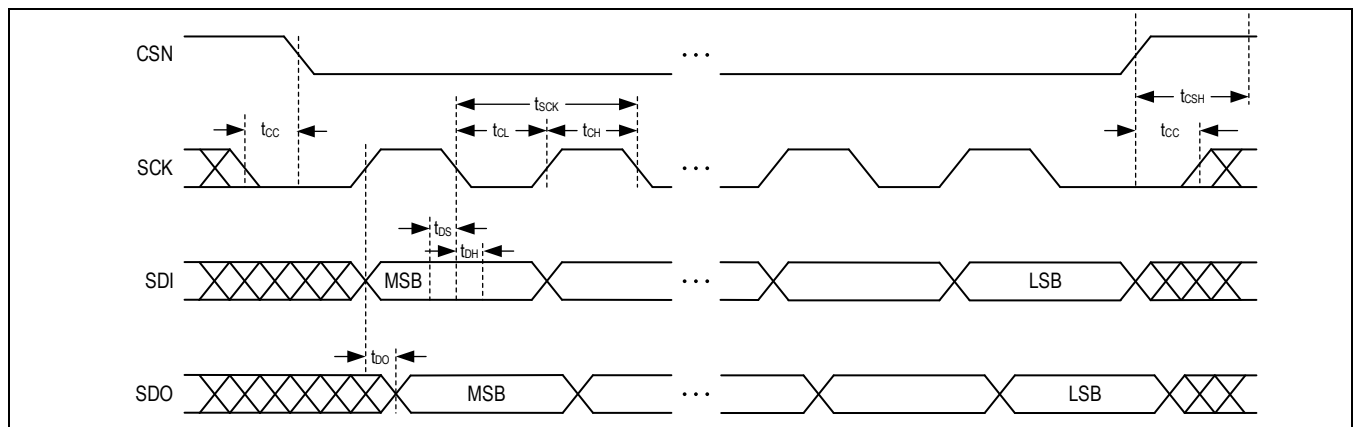 CSN
...
tSCK
tCSH
tCL
tCH
tCC
tCC
SCK
...
tDS
tDH
SDI
MSB
...
LSB
tDO
SDO
MSB
...
LSB